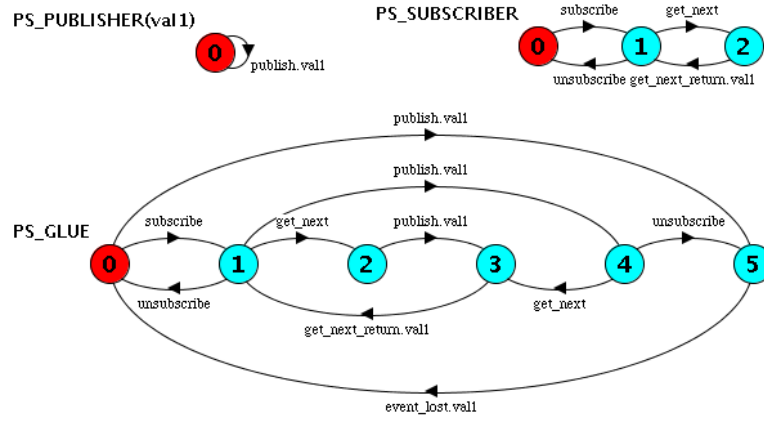 PS_PUBLISHER(val1)
0
publish.val1
PS_SUBSCRIBER
subscribe
get_next
0
1
2
unsubscribe
get_next_return.val1
publish.val1
publish.val1
PS_GLUE
subscribe
get_next
publish.val1
unsubscribe
0
1
2
3
4
5
unsubscribe
get_next_return.val1
get_next
event_lost.val1